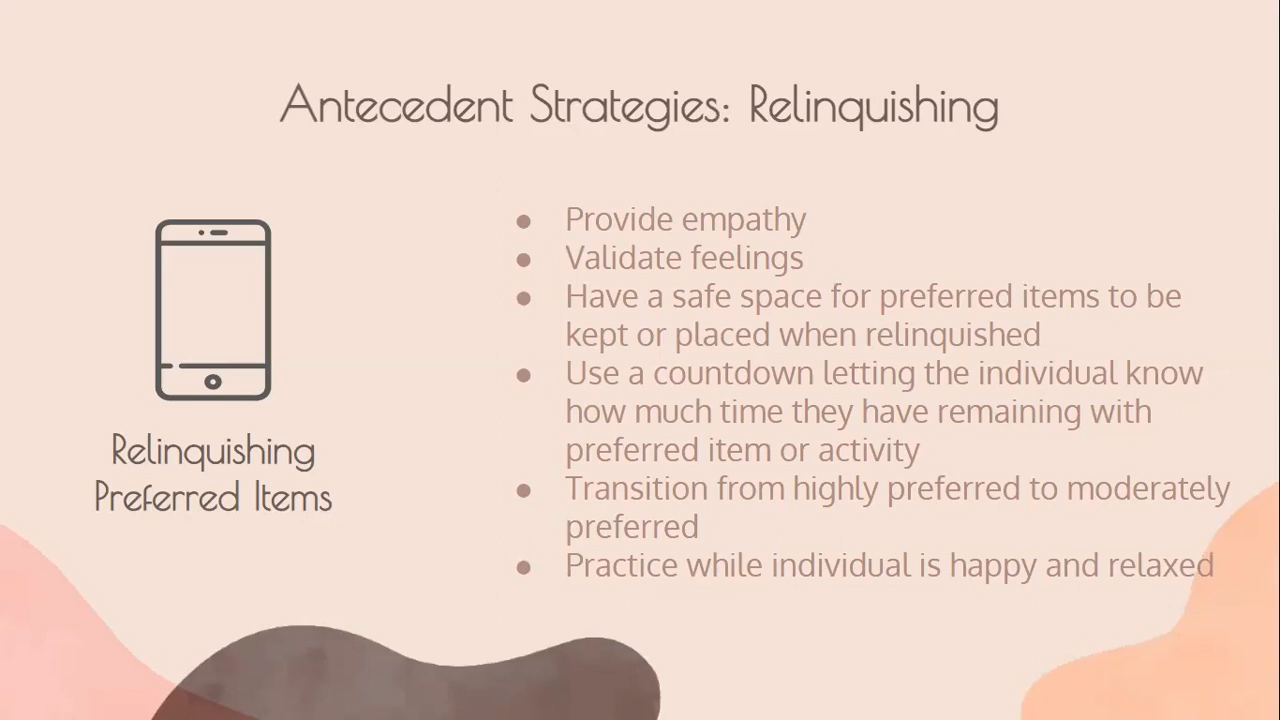 Antecedent Strategies: Relinquishing
Relinquishing
Preferred Items
● Provide empathy
● Validate feelings
● Have a safe space for preferred items to be
kept or placed when relinquished
● Use a countdown letting the individual know
how much time they have remaining with
preferred item or activity
● Transition from highly preferred to moderately
preferred
● Practice while individual is happy and relaxed